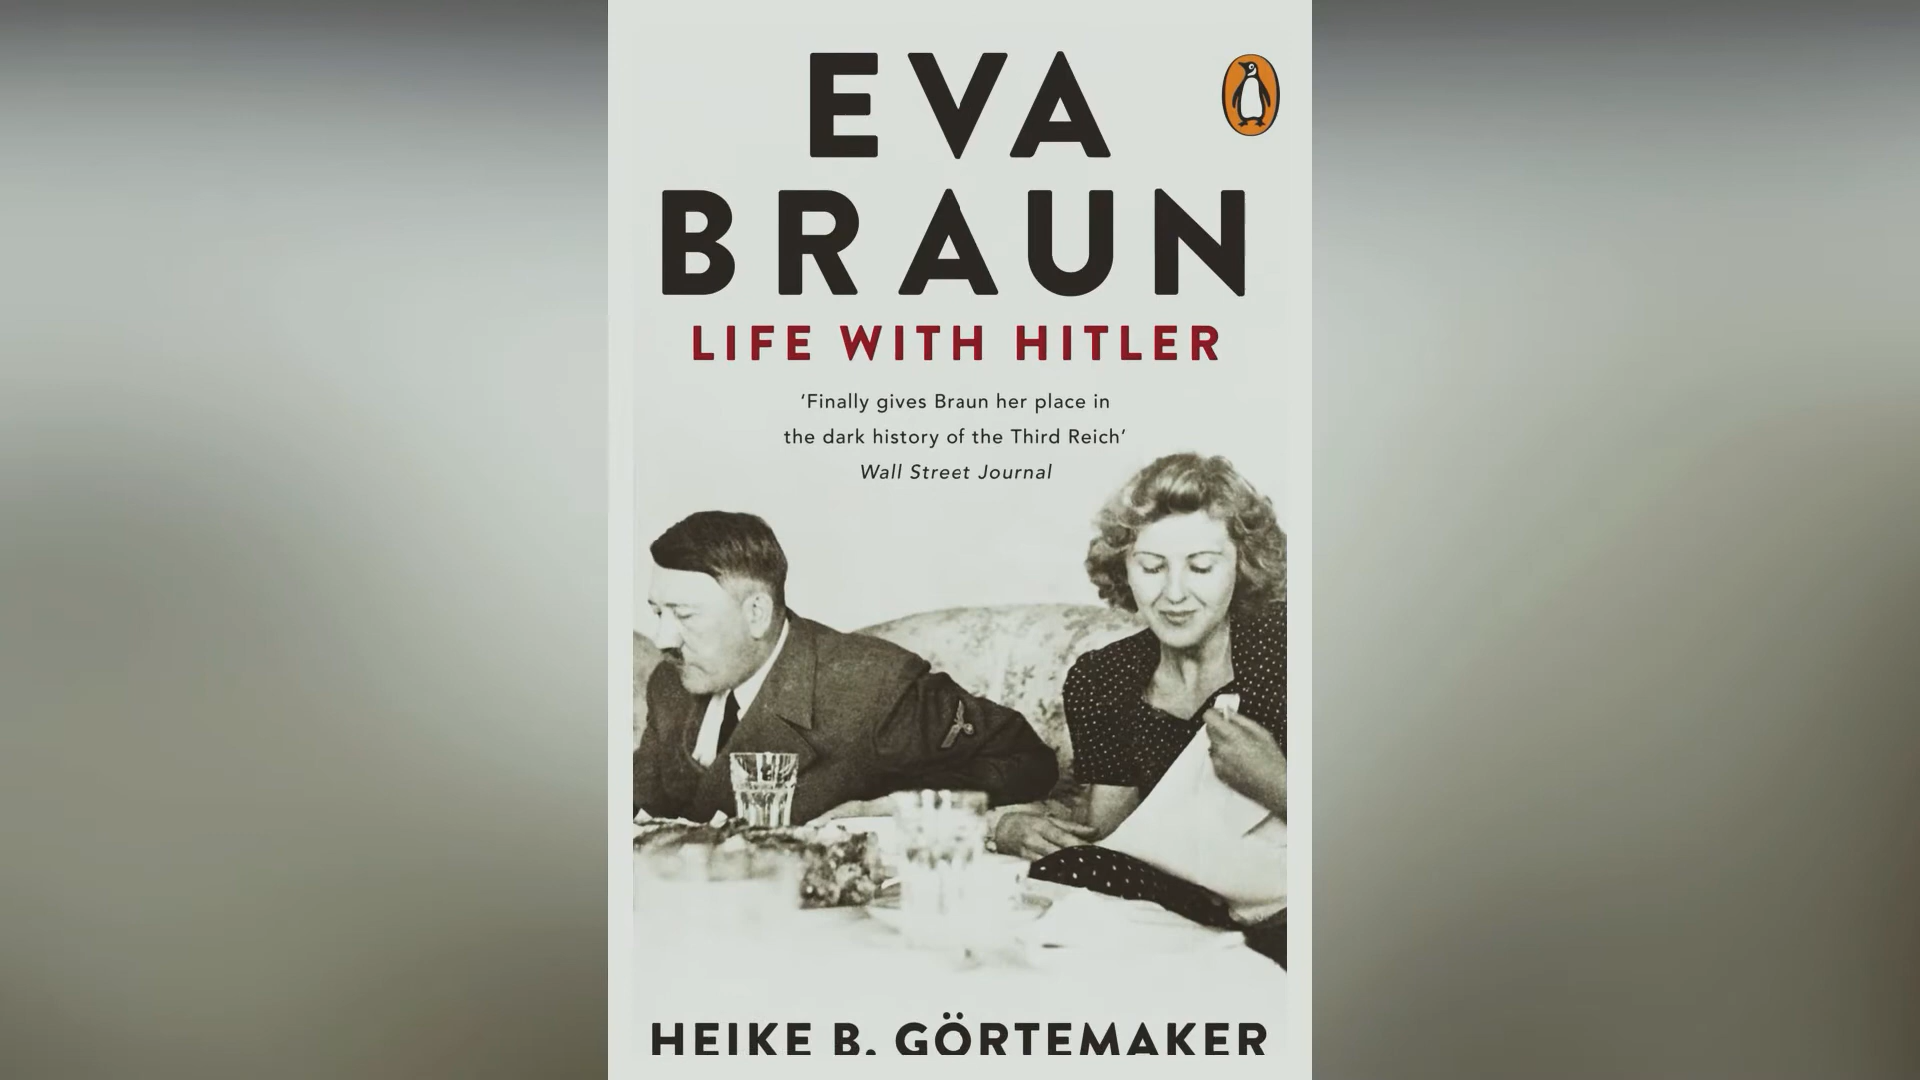 EVA
BRAUN
LIFE WITH HITLER
‘Finally gives Braun her place in
the dark history of the Third Reich’
Wall Street Journal
HEIKE B. GÖRTEMAKER